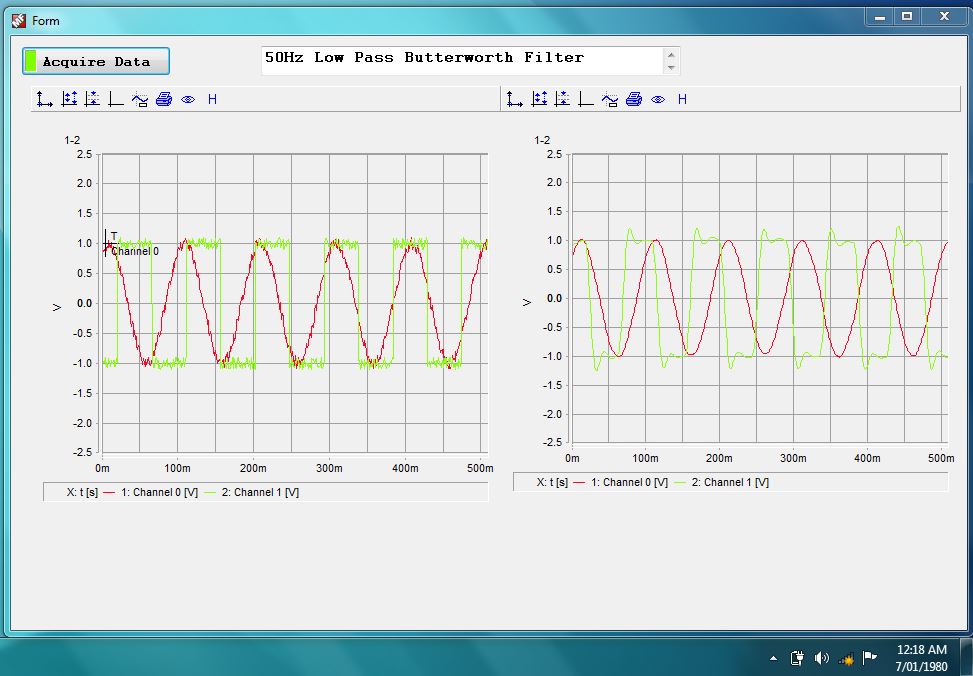 Form
Acquire Data
50Hz Low Pass Butterworth Filter
H
H
1-2
2.5
2.0
1.5
1.0
0.5
0.0
-0.5
-1.0
-1.5
-2.0
-2.5
V
T
Channel 0
0m 100m 200m 300m 400m 500m
X: t [s] 1: Channel 0 [V] 2: Channel 1 [V]
1-2
2.5
2.0
1.5
1.0
0.5
0.0
-0.5
-1.0
-1.5
-2.0
-2.5
V
0m 100m 200m 300m 400m 500m
X: t [s] 1: Channel 0 [V] 2: Channel 1 [V]
12:18 AM
7/01/1980